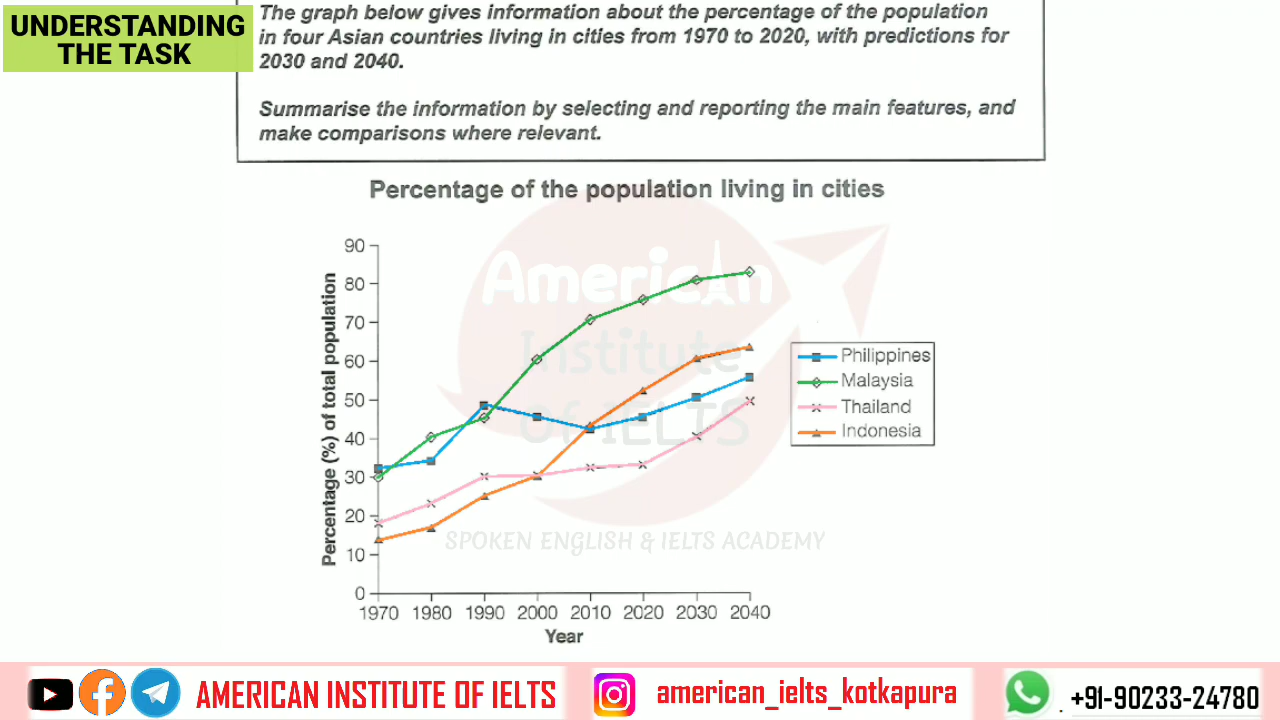 UNDERSTANDING
THE TASK
The graph below gives information about the percentage of the population
in four Asian countries living in cities from 1970 to 2020, with predictions for
2030 and 2040.
Summarise the information by selecting and reporting the main features, and
make comparisons where relevant.
Percentage of the population living in cities
Percentage (%) of total population
90
80
70
60
50
40
30
20
10
0
1970 1980 1990 2000 2010 2020 2030 2040
Year
Philippines
Malaysia
Thailand
Indonesia
American
Institute
of IELTS
SPOKEN ENGLISH & IELTS ACADEMY
AMERICAN INSTITUTE OF IELTS
american_ielts_kotkapura
. +91-90233-24780